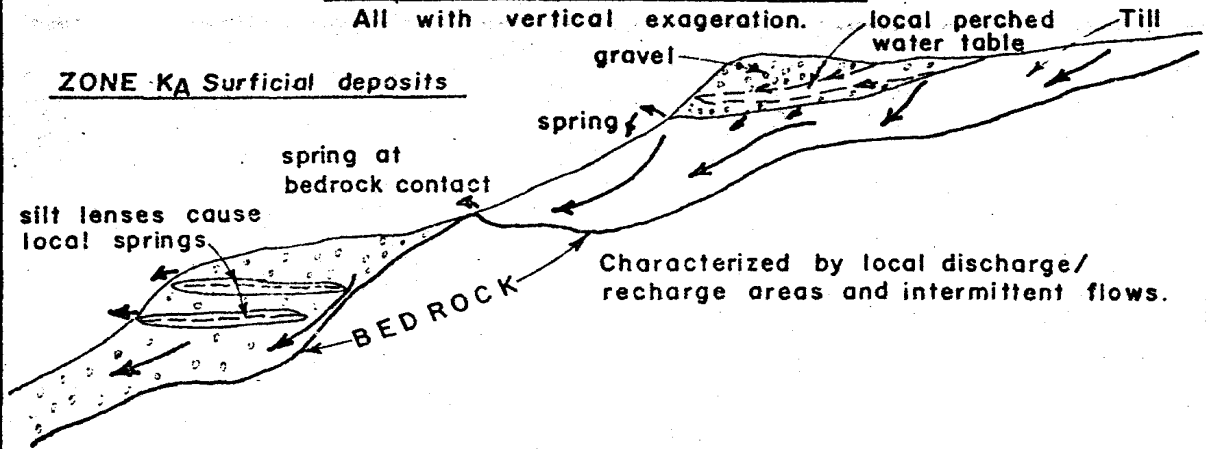 All with vertical exageration.
local perched
water table
Till
gravel
ZONE KA Surficial deposits
spring
spring at
bedrock contact
silt lenses cause
local springs
Characterized by local discharge/
recharge areas and intermittent flows.
BEDROCK